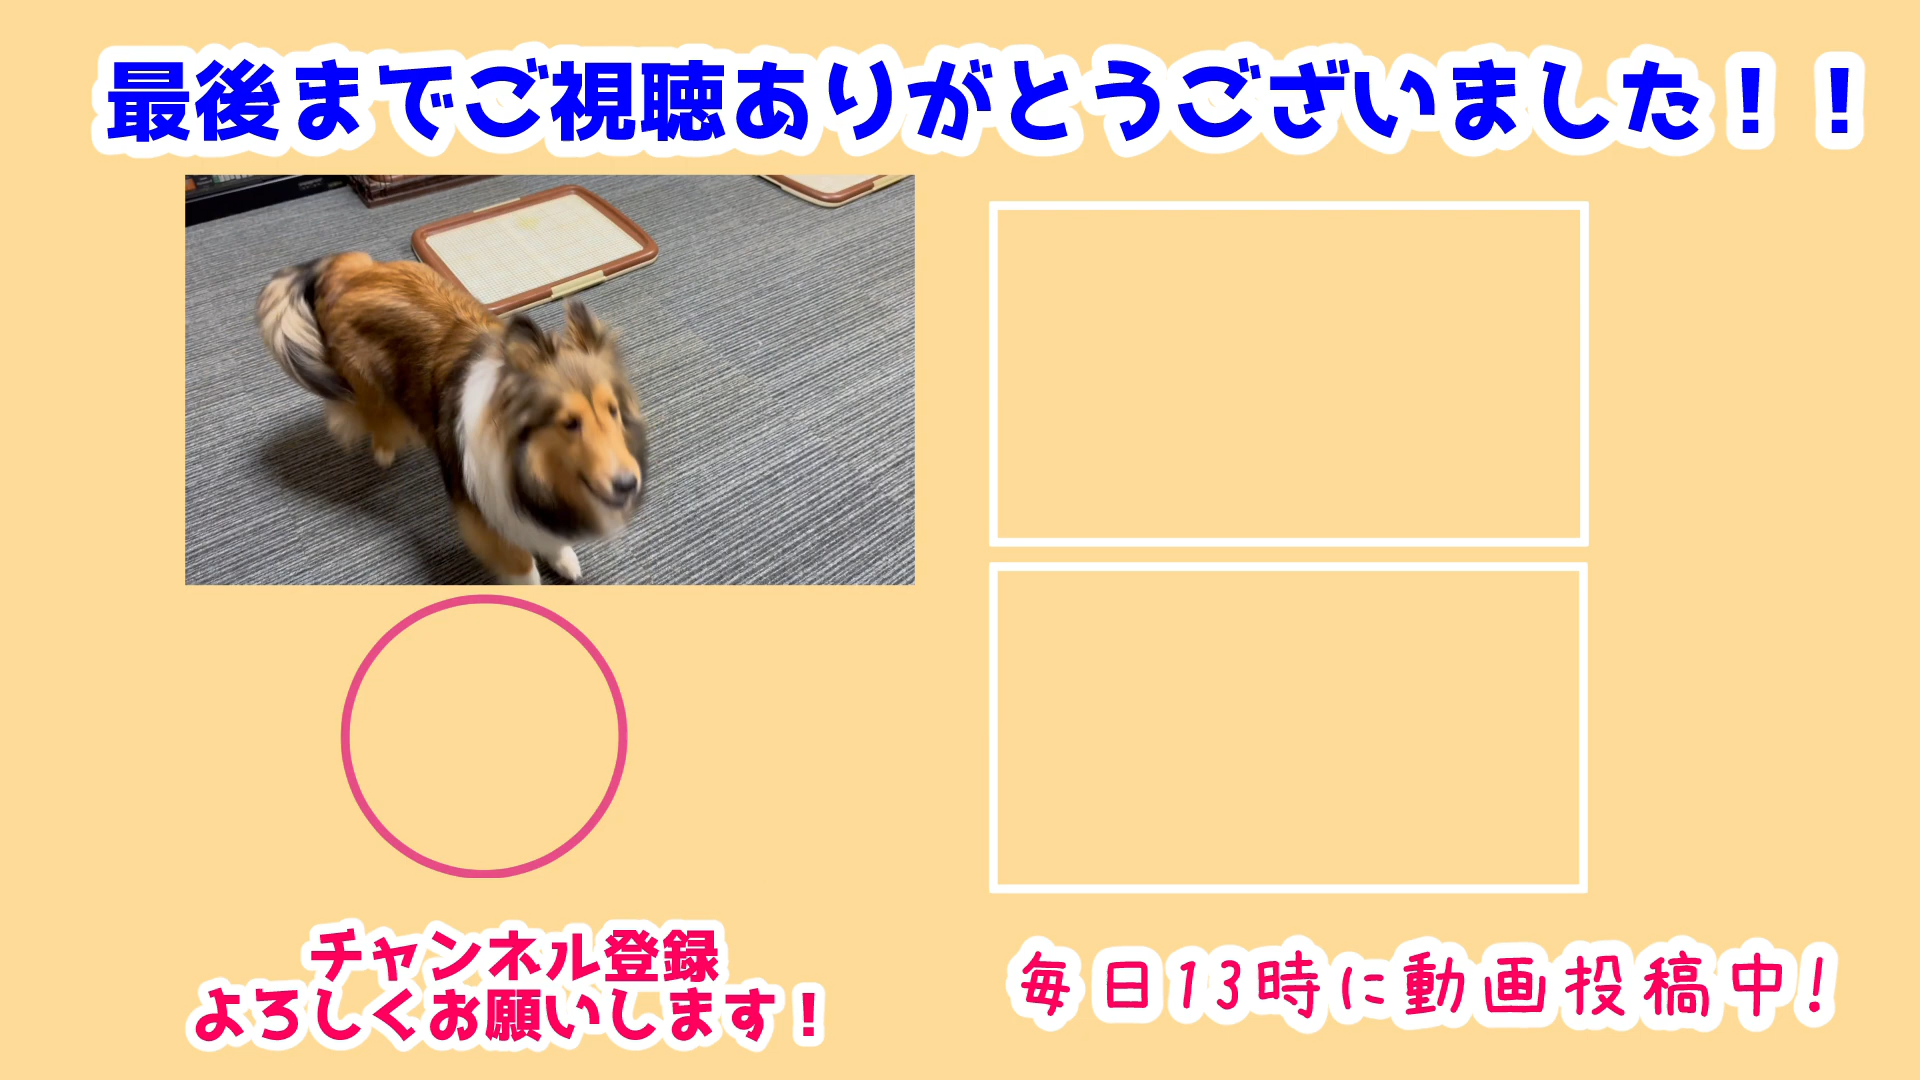 最後までご視聴ありがとうございました！！
チャンネル登録
よろしくお願いします！
毎日13時に動画投稿中！